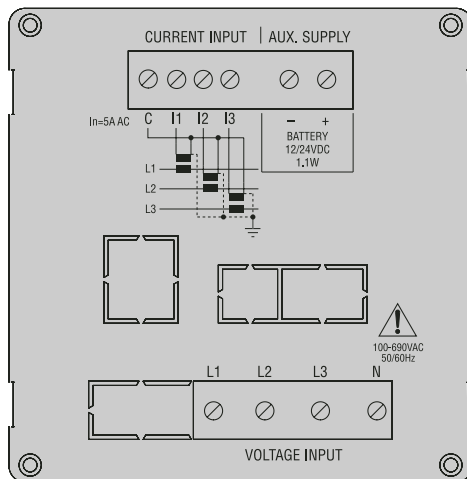 CURRENT INPUT | AUX. SUPPLY
In=5A AC C I1 I2 I3 – +
BATTERY
12/24VDC
1.1W
L1
L2
L3
100-690VAC
50/60Hz
L1 L2 L3 N
VOLTAGE INPUT